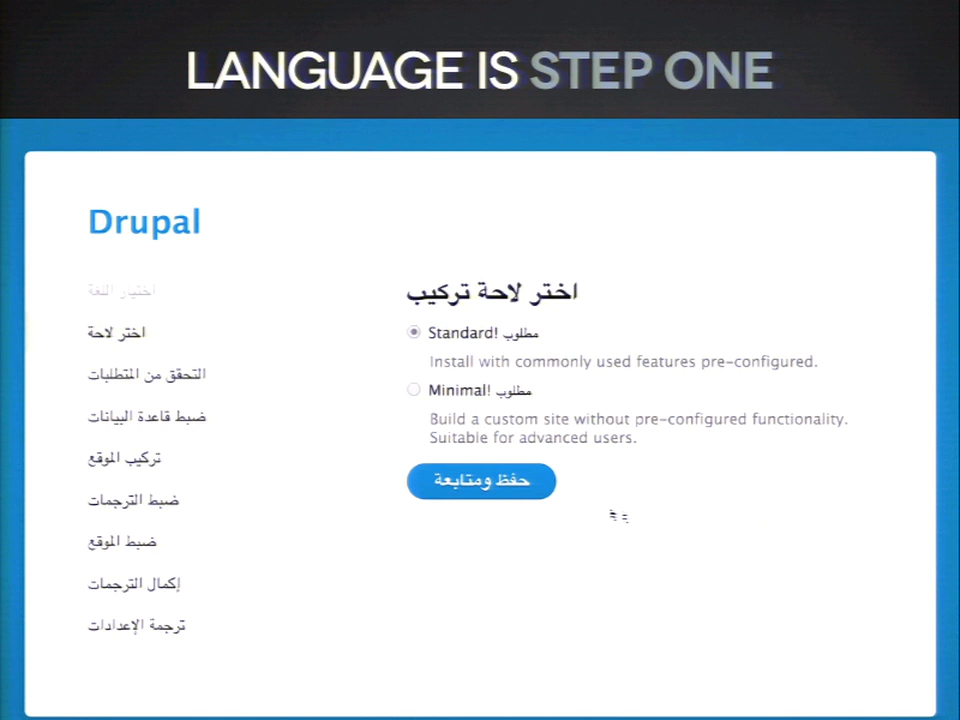 LANGUAGE IS STEP ONE
Drupal
اختيار اللغة
اختر لاحة
التحقق من المتطلبات
ضبط قاعدة البيانات
تركيب الموقع
ضبط الترجمات
ضبط الموقع
إكمال الترجمات
ترجمة الإعدادات
اختر لاحة تركيب
Standard! مطلوب
Install with commonly used features pre-configured.
Minimal! مطلوب
Build a custom site without pre-configured functionality.
Suitable for advanced users.
حفظ ومتابعة